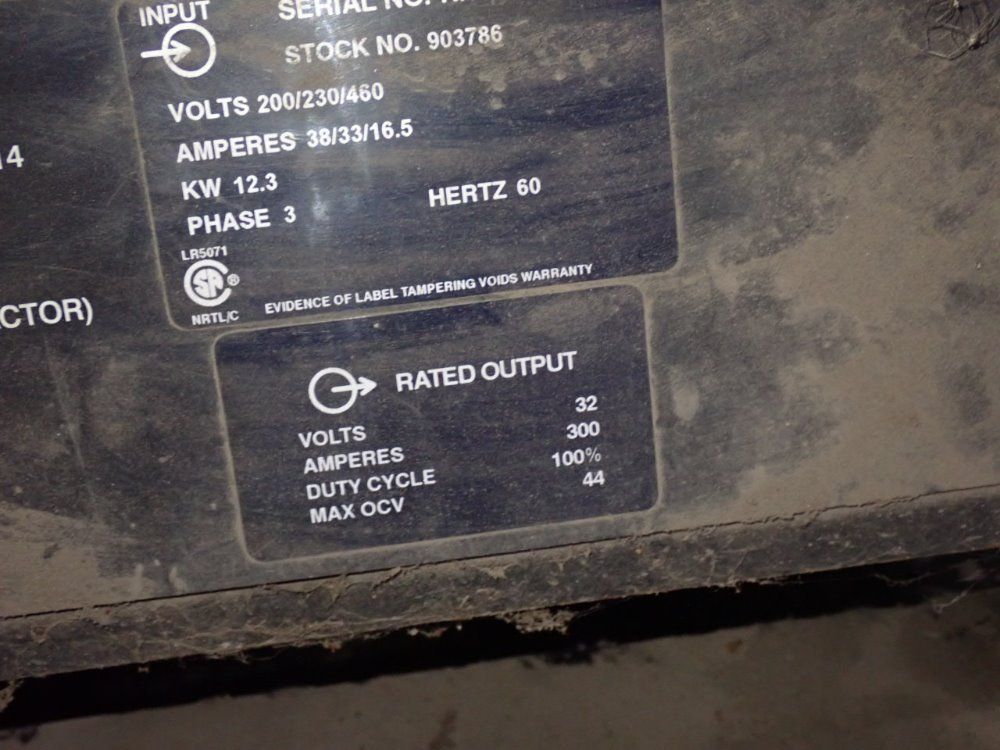 INPUT
SERIAL NO.
STOCK NO. 903786
VOLTS 200/230/460
AMPERES 38/33/16.5
KW 12.3
HERTZ 60
PHASE 3
LR5071
®
NRTL/C
EVIDENCE OF LABEL TAMPERING VOIDS WARRANTY
14
CTOR)
RATED OUTPUT
VOLTS 32
AMPERES 300
DUTY CYCLE 100%
MAX OCV 44